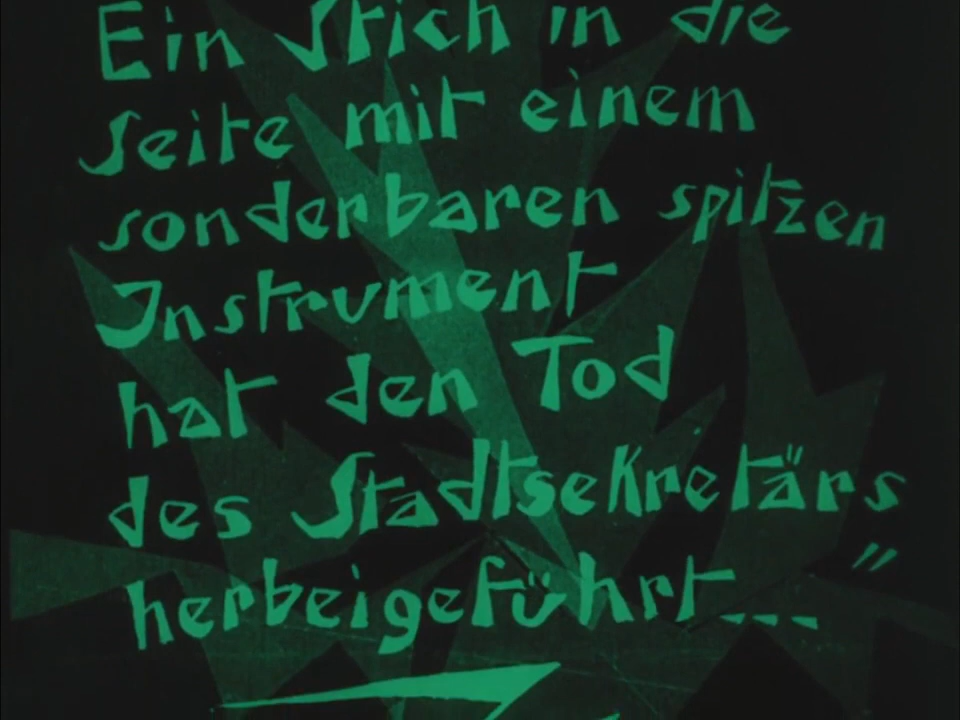 Ein Stich in die
Seite mit einem
sonderbaren spitzen
Instrument
hat den Tod
des Stadtsekretärs
herbeigeführt... "